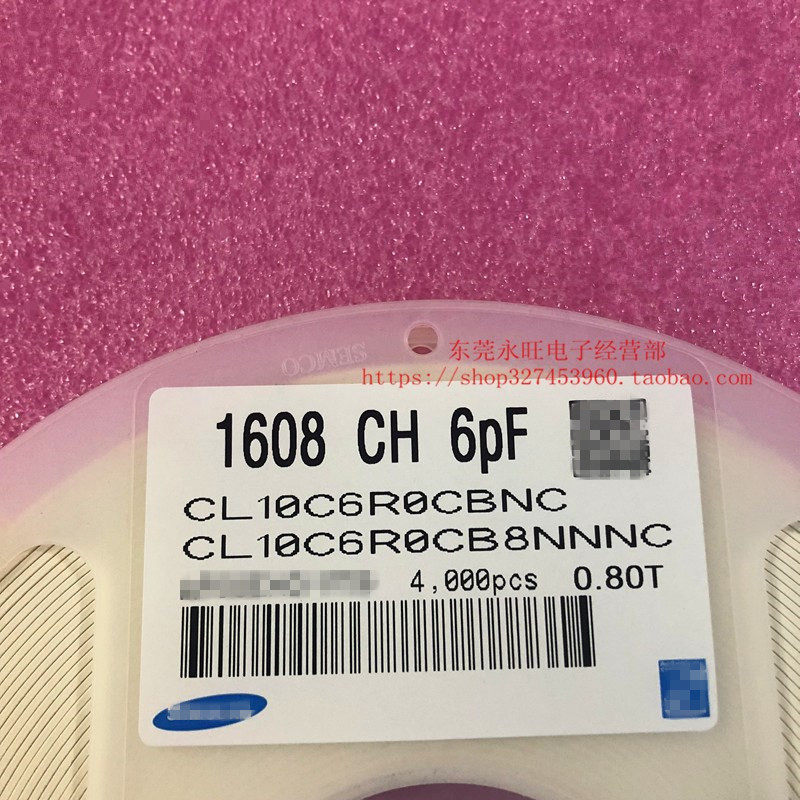 SEMCO
东莞永旺电子经营部
https://shop327453960.taobao.com
1608 CH 6pF
CL10C6R0CBNC
CL10C6R0CB8NNNC
4,000pcs 0.80T